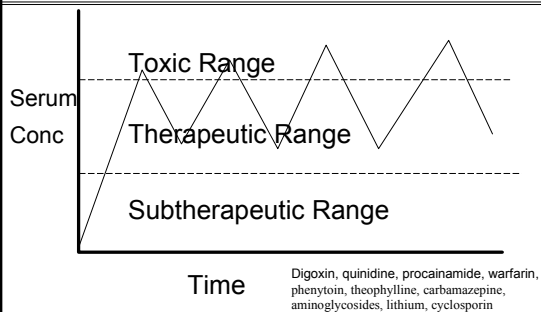 Toxic Range
Serum
Conc
Therapeutic Range
Subtherapeutic Range
Time
Digoxin, quinidine, procainamide, warfarin,
phenytoin, theophylline, carbamazepine,
aminoglycosides, lithium, cyclosporin